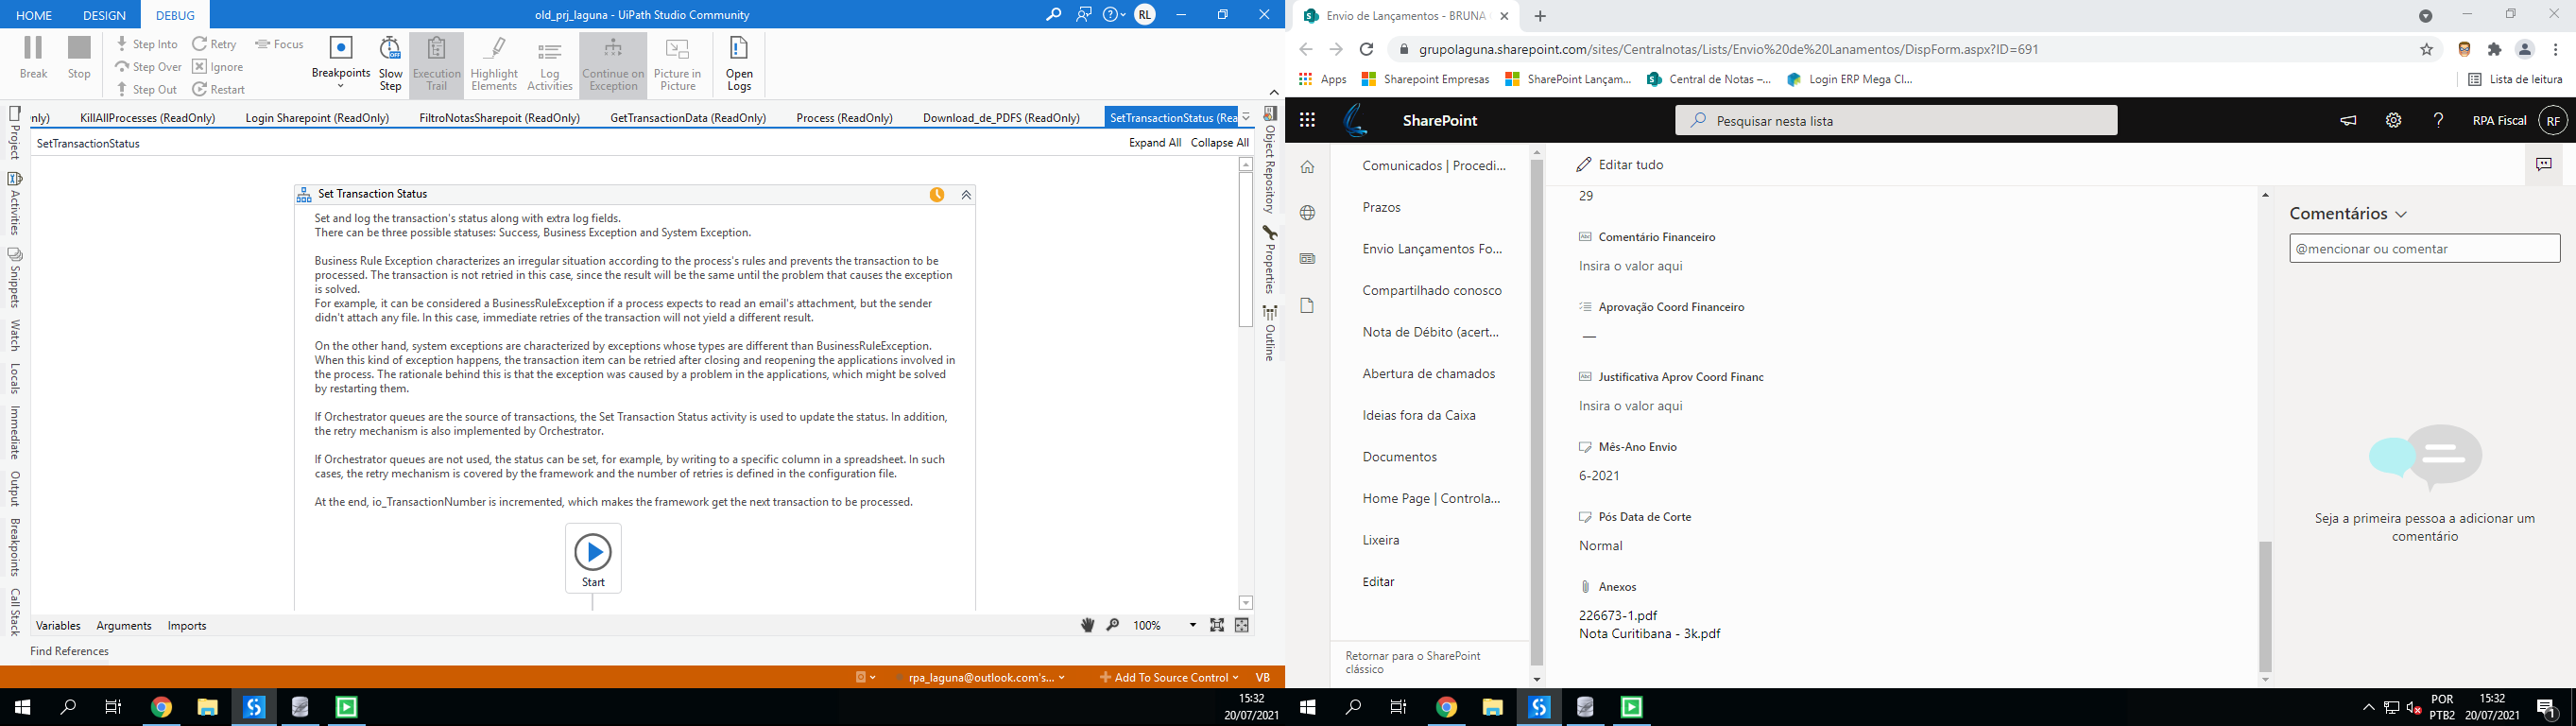 HOME
DESIGN
DEBUG
old_prj_laguna - UiPath Studio Community
RL
Break
Stop
Step Into
Step Over
Step Out
Retry
Ignore
Restart
Focus
Breakpoints
Slow
Step
Execution
Trail
Highlight
Elements
Log
Activities
Continue on
Exception
Picture in
Picture
Open
Logs
nly)
KillAllProcesses (ReadOnly)
Login Sharepoint (ReadOnly)
FiltroNotasSharepoit (ReadOnly)
GetTransactionData (ReadOnly)
Process (ReadOnly)
Download_de_PDFS (ReadOnly)
SetTransactionStatus (Rea
SetTransactionStatus
Expand All
Collapse All
Project
Activities
Snippets
Watch
Locals
Immediate
Output
Breakpoints
Call Stack
Set Transaction Status
Set and log the transaction's status along with extra log fields.
There can be three possible statuses: Success, Business Exception and System Exception.
Business Rule Exception characterizes an irregular situation according to the process's rules and prevents the transaction to be
processed. The transaction is not retried in this case, since the result will be the same until the problem that causes the exception
is solved.
For example, it can be considered a BusinessRuleException if a process expects to read an email's attachment, but the sender
didn't attach any file. In this case, immediate retries of the transaction will not yield a different result.
On the other hand, system exceptions are characterized by exceptions whose types are different than BusinessRuleException.
When this kind of exception happens, the transaction item can be retried after closing and reopening the applications involved in
the process. The rationale behind this is that the exception was caused by a problem in the applications, which might be solved
by restarting them.
If Orchestrator queues are the source of transactions, the Set Transaction Status activity is used to update the status. In addition,
the retry mechanism is also implemented by Orchestrator.
If Orchestrator queues are not used, the status can be set, for example, by writing to a specific column in a spreadsheet. In such
cases, the retry mechanism is covered by the framework and the number of retries is defined in the configuration file.
At the end, io_TransactionNumber is incremented, which makes the framework get the next transaction to be processed.
Start
Object Repository
Properties
Outline
Variables
Arguments
Imports
100%
Find References
rpa_laguna@outlook.com's...
Add To Source Control
VB
15:32
20/07/2021
Envio de Lançamentos - BRUNA
grupolaguna.sharepoint.com/sites/Centralnotas/Lists/Envio%20de%20Lanamentos/DispForm.aspx?ID=691
Apps
Sharepoint Empresas
SharePoint Lançam...
Central de Notas –...
Login ERP Mega Cl...
Lista de leitura
SharePoint
Pesquisar nesta lista
RPA Fiscal
RF
Comunicados | Procedi...
Prazos
Envio Lançamentos Fo...
Compartilhado conosco
Nota de Débito (acert...
Abertura de chamados
Ideias fora da Caixa
Documentos
Home Page | Controla...
Lixeira
Editar
Retornar para o SharePoint
clássico
Editar tudo
29
Abc Comentário Financeiro
Insira o valor aqui
Aprovação Coord Financeiro
—
Abc Justificativa Aprov Coord Financ
Insira o valor aqui
Mês-Ano Envio
6-2021
Pós Data de Corte
Normal
Anexos
226673-1.pdf
Nota Curitibana - 3k.pdf
Comentários
@mencionar ou comentar
Seja a primeira pessoa a adicionar um
comentário
POR
PTB2
15:32
20/07/2021
1